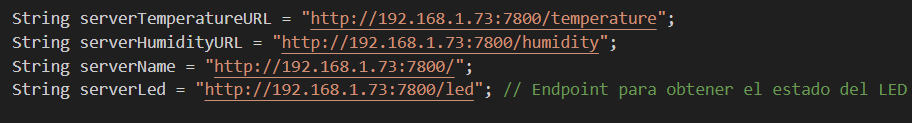 String serverTemperatureURL = "http://192.168.1.73:7800/temperature";
String serverHumidityURL = "http://192.168.1.73:7800/humidity";
String serverName = "http://192.168.1.73:7800/";
String serverLed = "http://192.168.1.73:7800/led"; // Endpoint para obtener el estado del LED